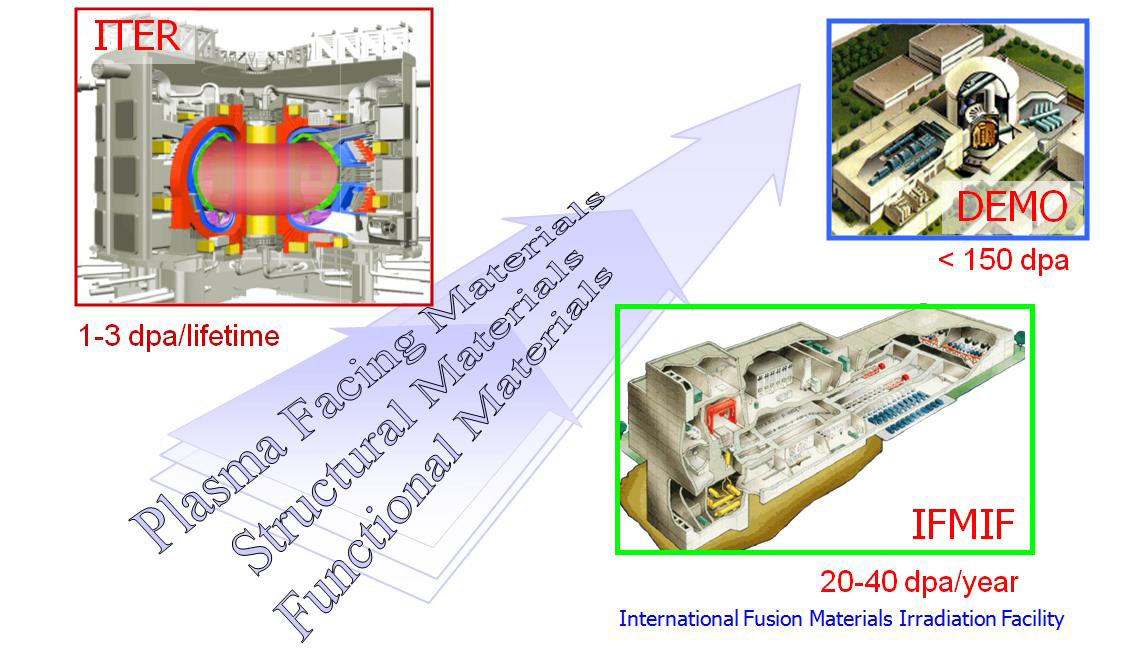 ITER
1-3 dpa/lifetime
DEMO
< 150 dpa
Plasma Facing Materials
Structural Materials
Functional Materials
IFMIF
20-40 dpa/year
International Fusion Materials Irradiation Facility